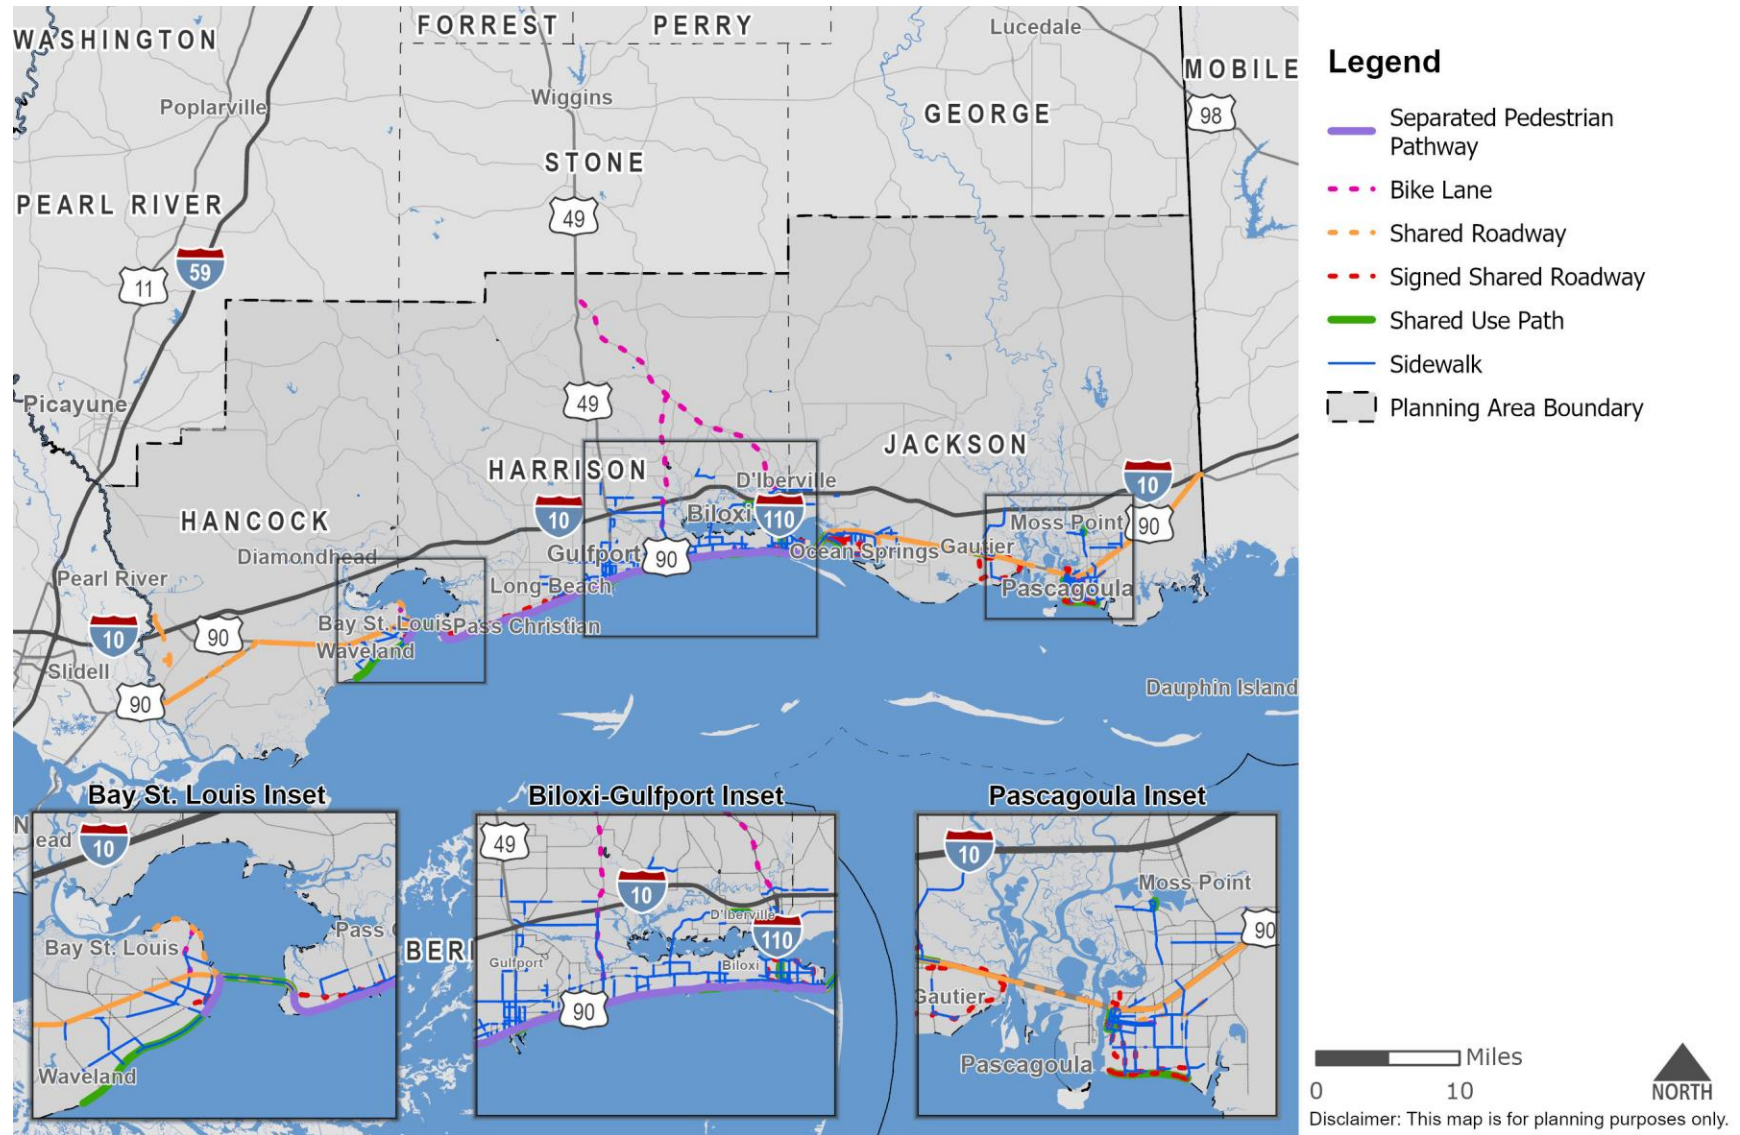 WASHINGTON
FORREST
PERRY
Lucedale
MOBILE
Poplarville
Wiggins
98
GEORGE
STONE
PEARL RIVER
49
59
11
Picayune
49
JACKSON
HARRISON
D'Iberville
10
HANCOCK
10
Biloxi
110
Moss Point
90
Diamondhead
Gulfport
90
Ocean Springs
Gautier
Pearl River
Long Beach
Pascagoula
10
90
Bay St. Louis
Pass Christian
Waveland
Slidell
90
Dauphin Island
Legend
Separated Pedestrian
Pathway
Bike Lane
Shared Roadway
Signed Shared Roadway
Shared Use Path
Sidewalk
Planning Area Boundary
Bay St. Louis Inset
N
ead
10
Pass C
Bay St. Louis
Waveland
BER
Biloxi-Gulfport Inset
49
10
D'Iberville
110
Gulfport
Biloxi
90
Pascagoula Inset
10
Moss Point
90
Gautier
Pascagoula
Miles
0 10
NORTH
Disclaimer: This map is for planning purposes only.